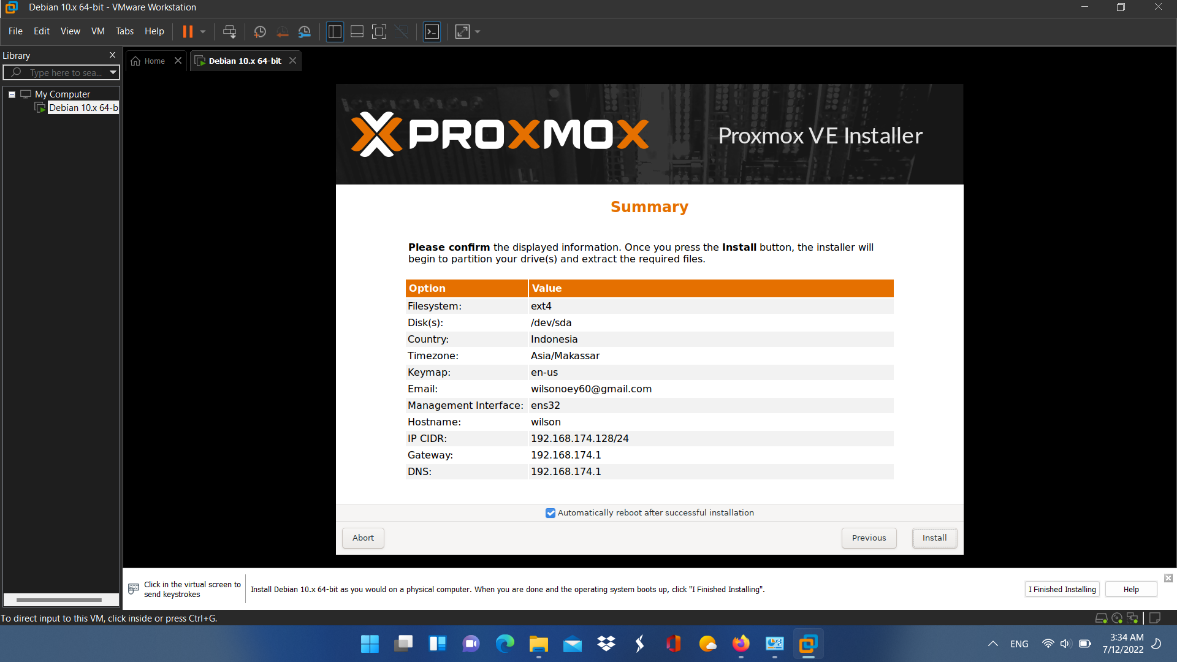 Debian 10.x 64-bit - VMware Workstation
File Edit View VM Tabs Help
Library
Type here to sea...
My Computer
Debian 10.x 64-b
Home
Debian 10.x 64-bit
PROXMOX
Proxmox VE Installer
Summary
Please confirm the displayed information. Once you press the Install button, the installer will
begin to partition your drive(s) and extract the required files.
Option Value
Filesystem: ext4
Disk(s): /dev/sda
Country: Indonesia
Timezone: Asia/Makassar
Keymap: en-us
Email: wilsonoey60@gmail.com
Management Interface: ens32
Hostname: wilson
IP CIDR: 192.168.174.128/24
Gateway: 192.168.174.1
DNS: 192.168.174.1
Automatically reboot after successful installation
Abort Previous Install
Click in the virtual screen to
send keystrokes
Install Debian 10.x 64-bit as you would on a physical computer. When you are done and the operating system boots up, click "I Finished Installing".
I Finished Installing Help
To direct input to this VM, click inside or press Ctrl+G.
ENG
3:34 AM
7/12/2022